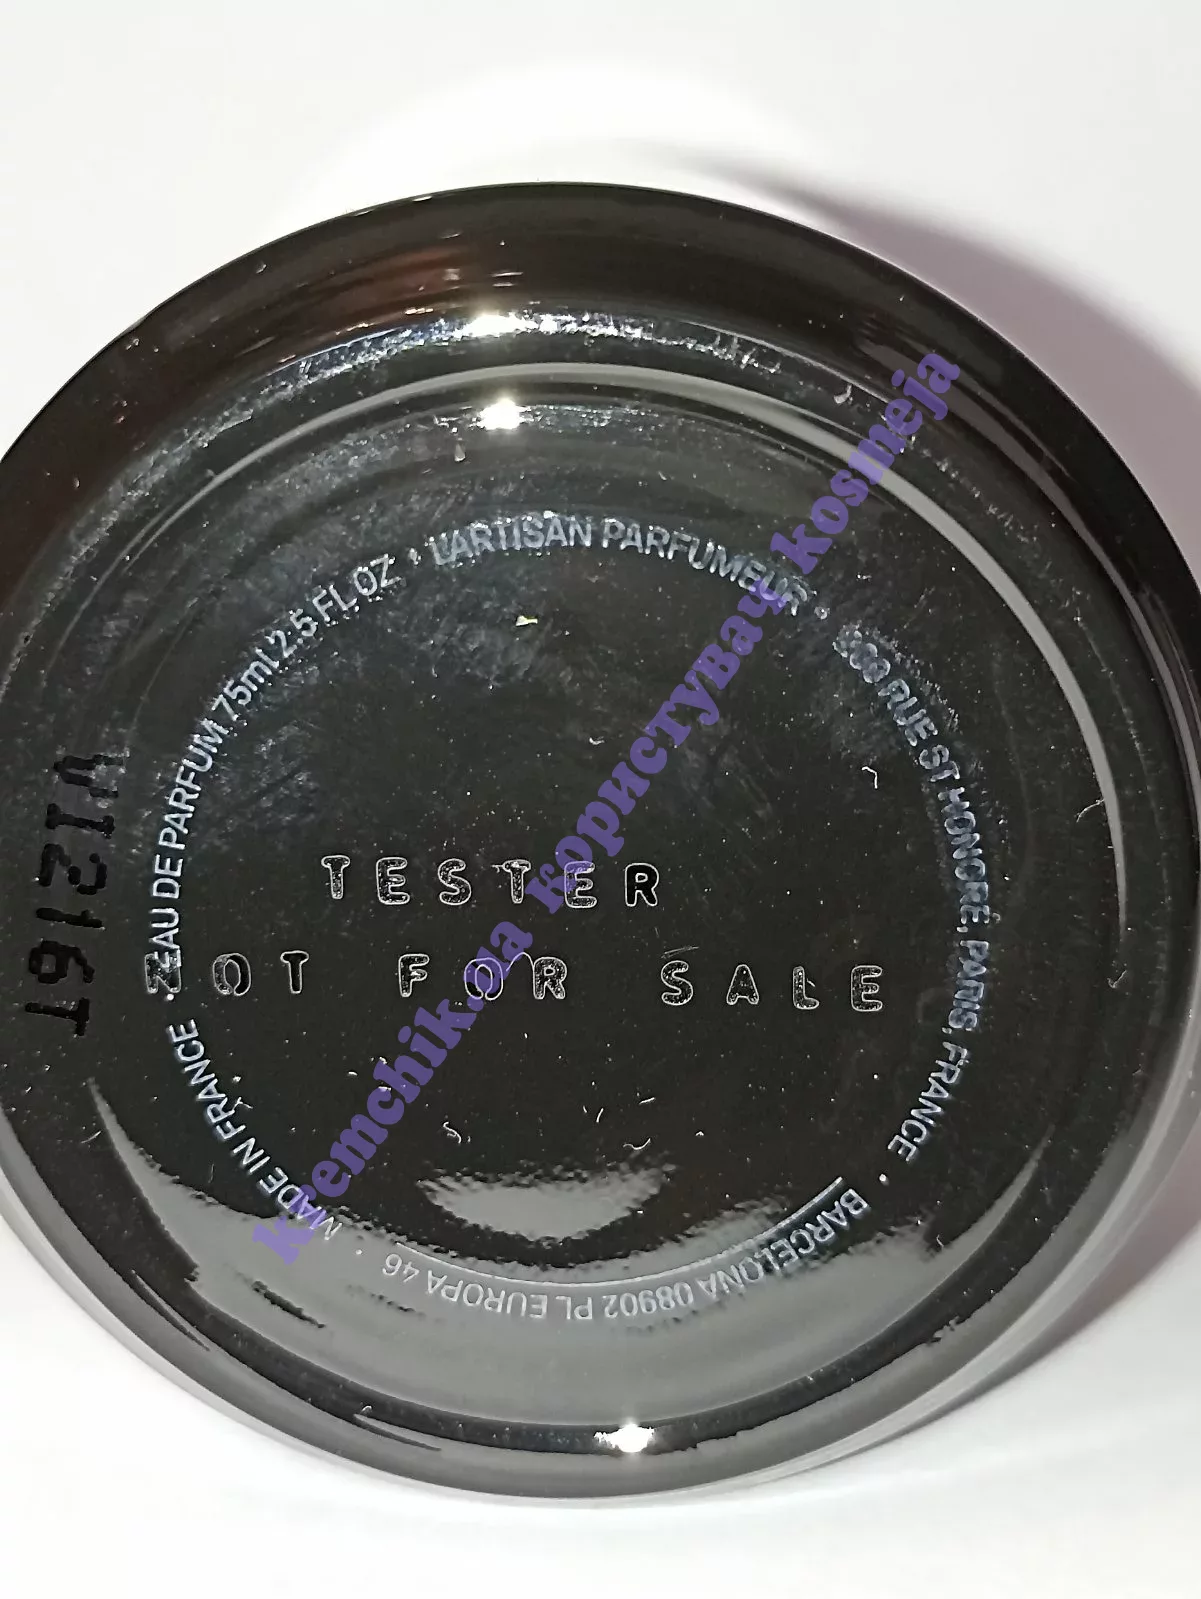 EAU DE PARFUM 75ml 2.5 FL OZ • L'ARTISAN PARFUMEUR •
RUE ST HONORÉ, PARIS, FRANCE •
BARCELONA 08902 PL EUROPA 46 •
MADE IN FRANCE •
VI216T
TESTER
NOT FOR SALE
kremchik.ua користувач kosmeja